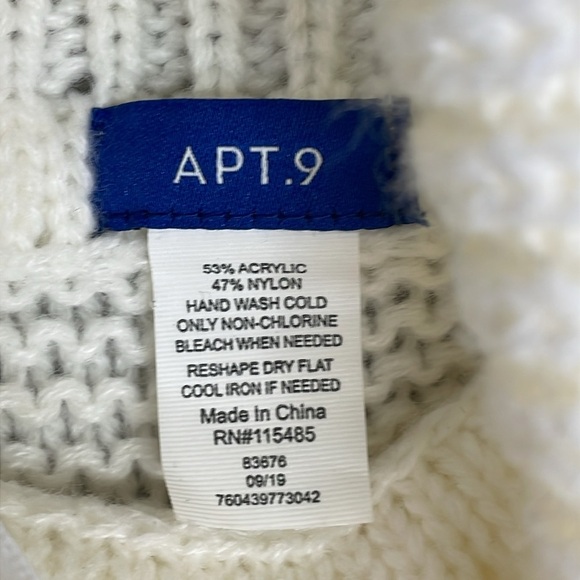 APT.9
53% ACRYLIC
47% NYLON
HAND WASH COLD
ONLY NON-CHLORINE
BLEACH WHEN NEEDED
RESHAPE DRY FLAT
COOL IRON IF NEEDED
Made In China
RN#115485
83676
09/19
760439773042